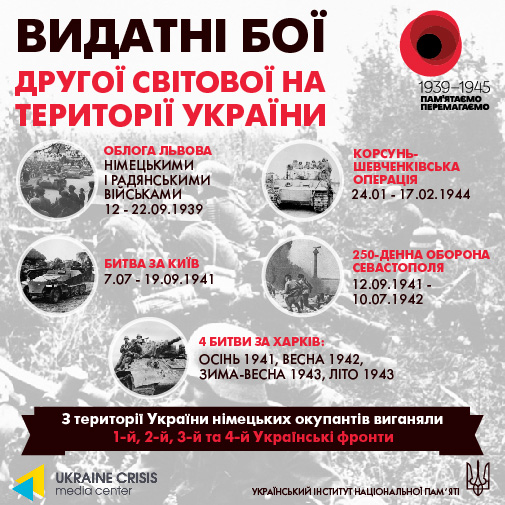 ВИДАТНІ БОЇ
ДРУГОЇ СВІТОВОЇ НА
ТЕРИТОРІЇ УКРАЇНИ
1939–1945
ПАМ'ЯТАЄМО
ПЕРЕМАГАЄМО
ОБЛОГА ЛЬВОВА
НІМЕЦЬКИМИ
І РАДЯНСЬКИМИ
ВІЙСЬКАМИ
12 - 22.09.1939
КОРСУНЬ-
ШЕВЧЕНКІВСЬКА
ОПЕРАЦІЯ
24.01 - 17.02.1944
БИТВА ЗА КИЇВ
7.07 - 19.09.1941
250-ДЕННА ОБОРОНА
СЕВАСТОПОЛЯ
12.09.1941 -
10.07.1942
4 БИТВИ ЗА ХАРКІВ:
ОСІНЬ 1941, ВЕСНА 1942,
ЗИМА-ВЕСНА 1943, ЛІТО 1943
З території України німецьких окупантів виганяли
1-й, 2-й, 3-й та 4-й Українські фронти
UKRAINE CRISIS
media center
УКРАЇНСЬКИЙ ІНСТИТУТ НАЦІОНАЛЬНОЇ ПАМ'ЯТІ